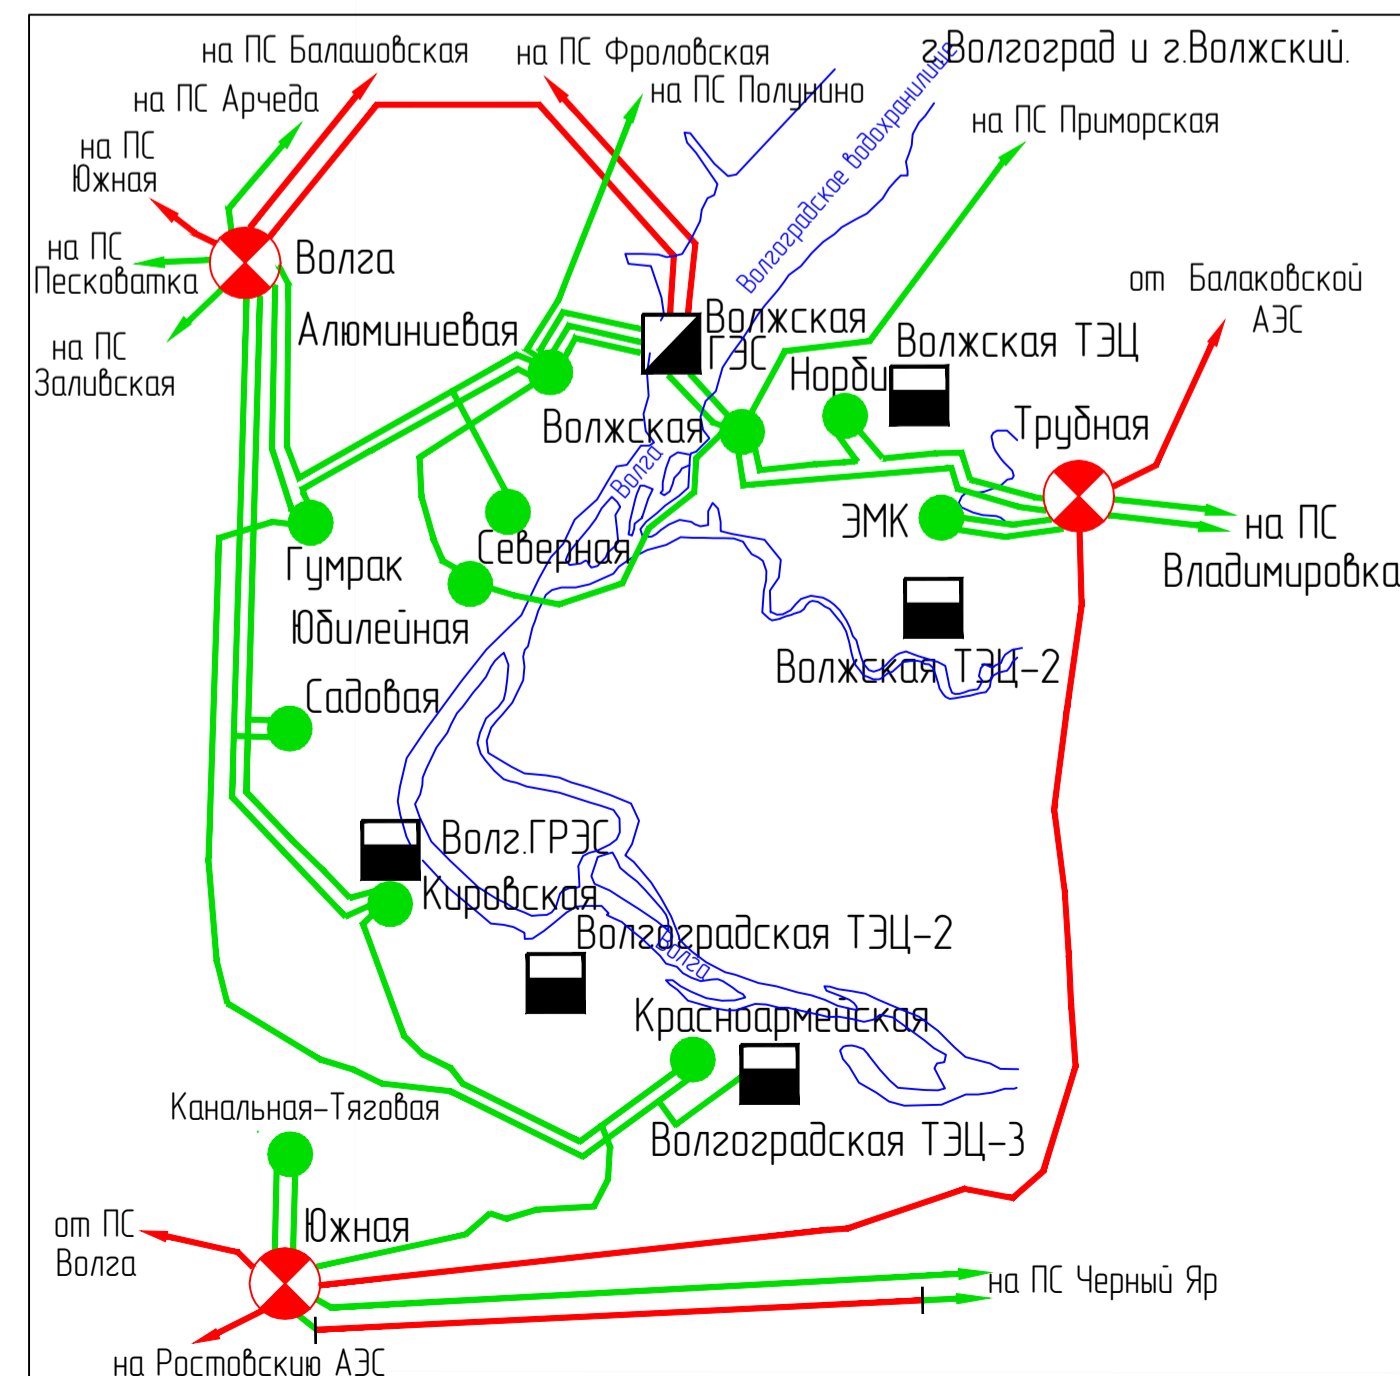 г.Волгоград и г.Волжский.
на ПС Балашовская
на ПС Фроловская
на ПС Арчеда
на ПС Полунино
на ПС Приморская
на ПС
Южная
Волгоградское водохранилище
на ПС
Песковатка
Волга
на ПС
Заливская
Алюминиевая
Волжская
ГЭС
от Балаковской
АЭС
Волжская ТЭЦ
Норби
Волжская
Трубная
Волга
ЭМК
на ПС
Владимировка
Северная
Гумрак
Юбилейная
Волжская ТЭЦ-2
Садовая
Волг.ГРЭС
Кировская
Волгоградская ТЭЦ-2
Волга
Красноармейская
Канальная-Тяговая
Волгоградская ТЭЦ-3
от ПС
Волга
Южная
на ПС Черный Яр
на Ростовскую АЭС